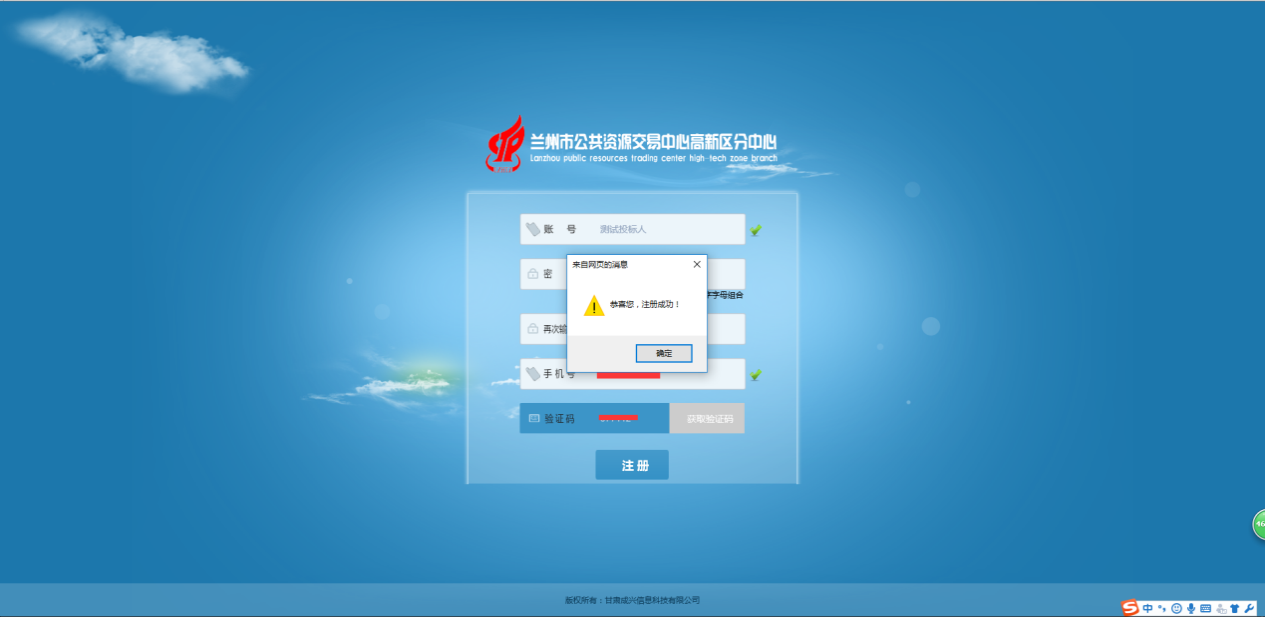 兰州市公共资源交易中心高新区分中心
Lanzhou public resources trading center high-tech zone branch
账 号 测试投标人
来自网页的消息
密
恭喜您，注册成功！
字字母组合
再次输
确定
手 机 号
验证码
获取验证码
注 册
46
版权所有：甘肃成兴信息科技有限公司
中